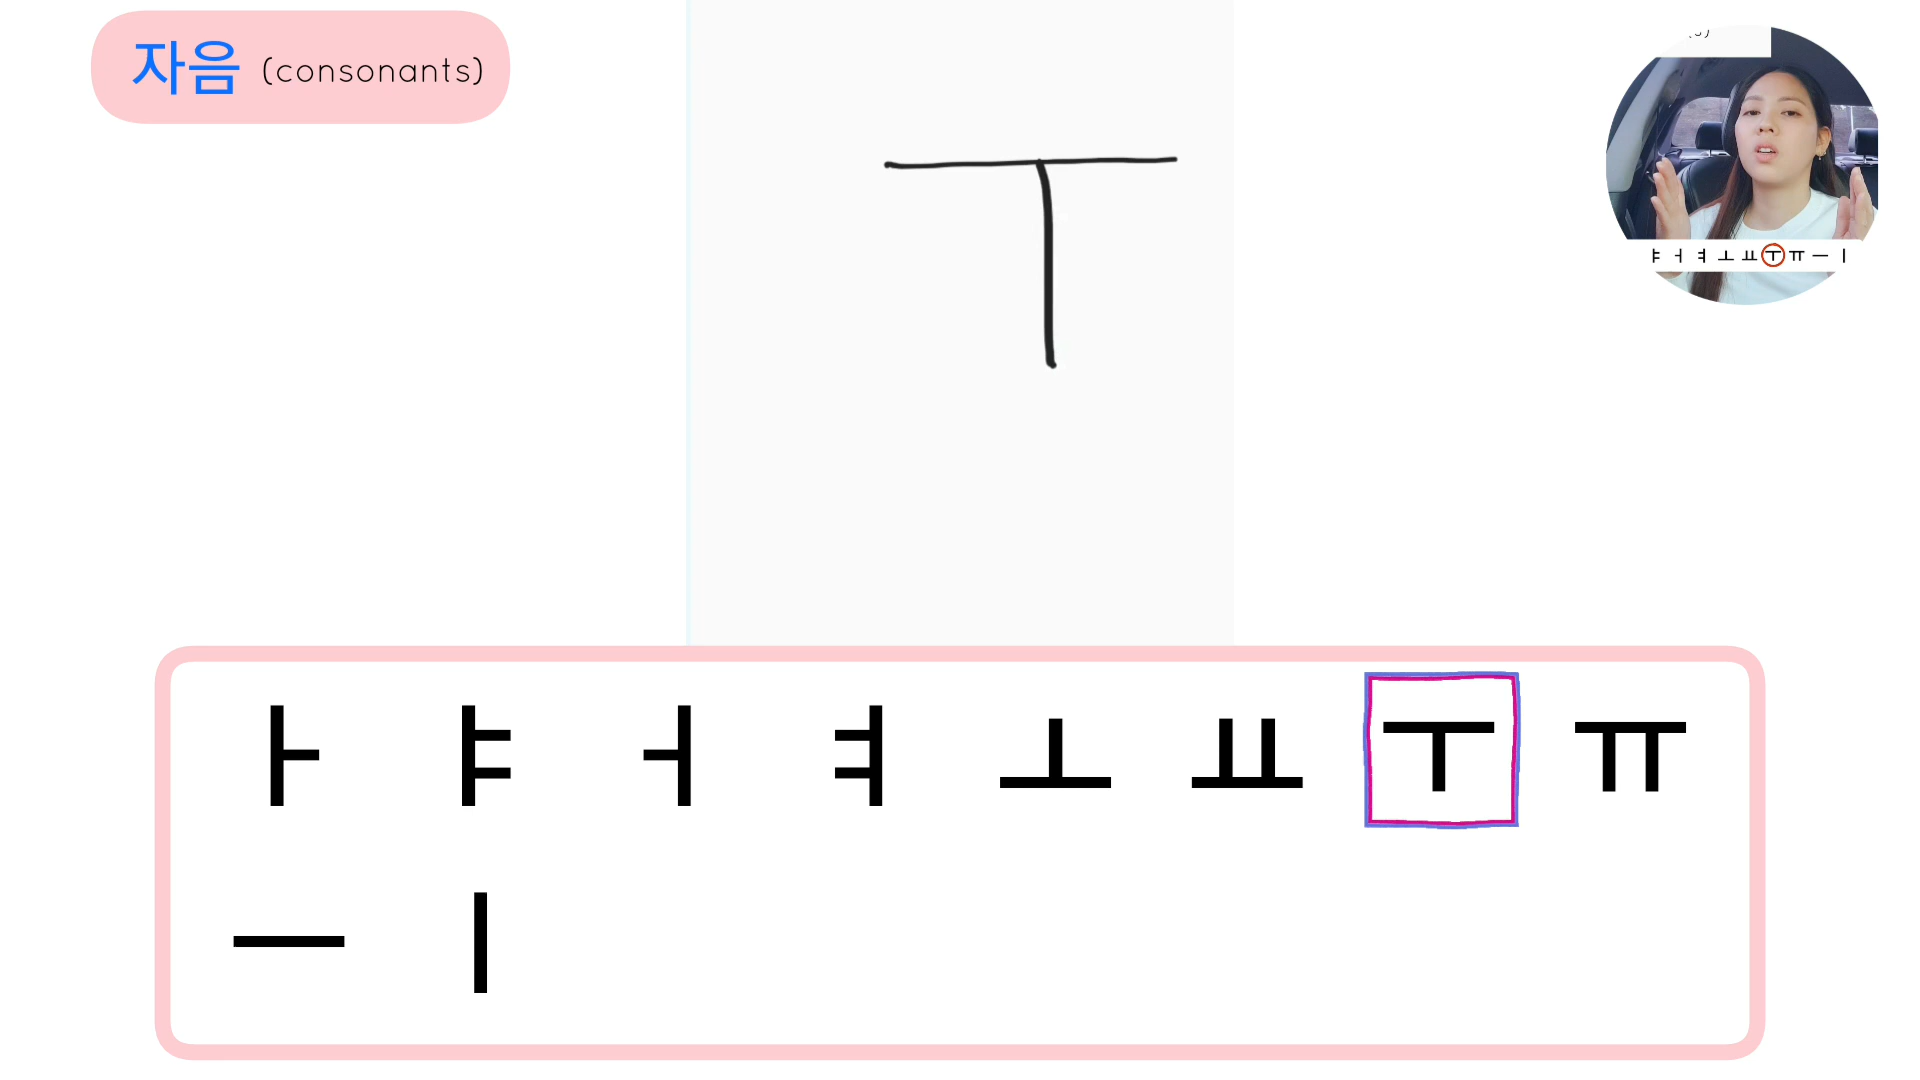 자음 (consonants)
ㅜ
ㅑ ㅓ ㅕ ㅗ ㅛ ㅜ ㅠ ㅡ ㅣ
ㅏ ㅑ ㅓ ㅕ ㅗ ㅛ ㅜ ㅠ
ㅡ ㅣ